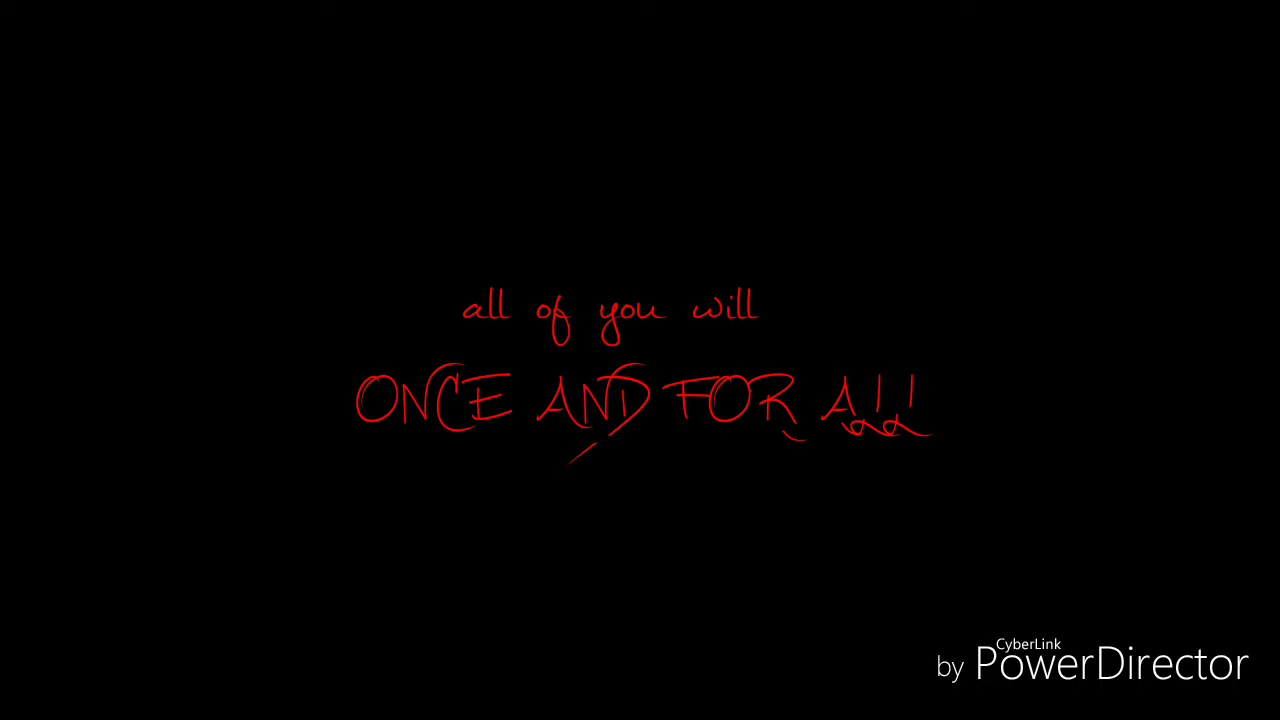 all of you will
ONCE AND FOR ALL
CyberLink
by PowerDirector